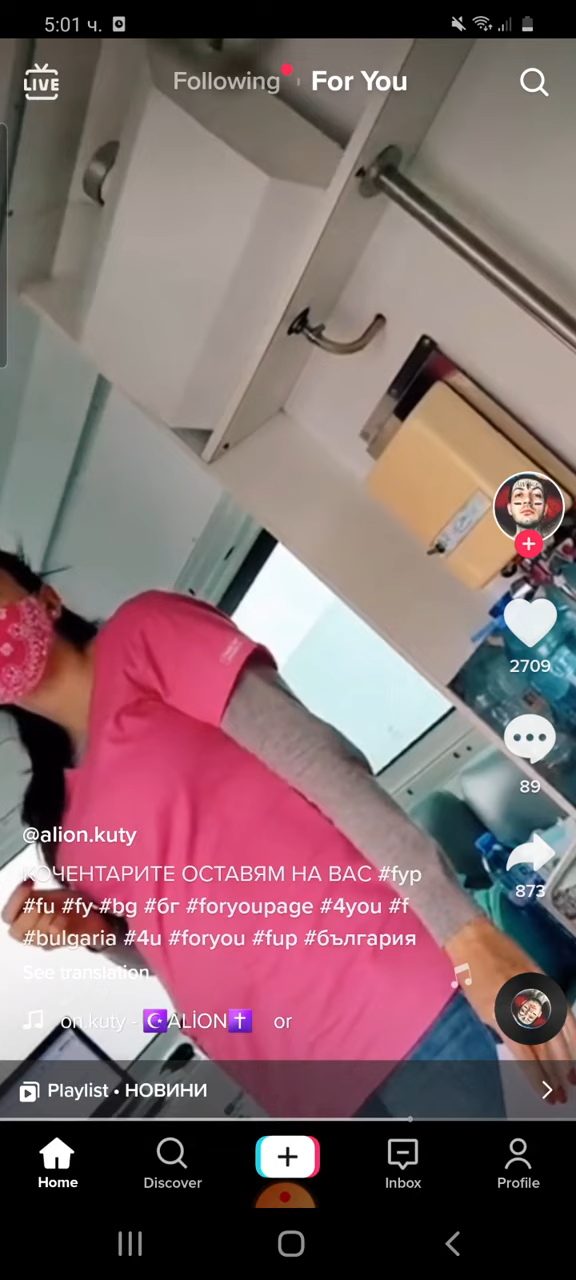 5:01 ч.
LIVE
Following
For You
2709
89
873
@alion.kuty
КОЧЕНТАРИТЕ ОСТАВЯМ НА ВАС #fyp
#fu #fy #bg #бг #foryoupage #4you #f
#bulgaria #4u #foryou #fup #българия
See translation
on.kuty - ☪ALİON✝ or
Playlist • НОВИНИ
Home
Discover
Inbox
Profile